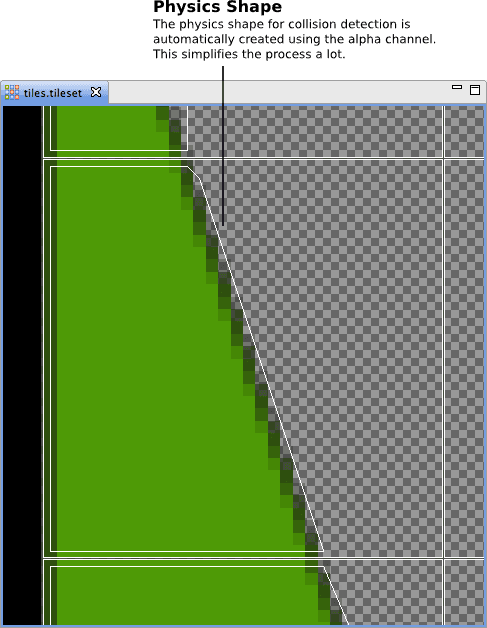 Physics Shape
The physics shape for collision detection is
automatically created using the alpha channel.
This simplifies the process a lot.
tiles.tileset